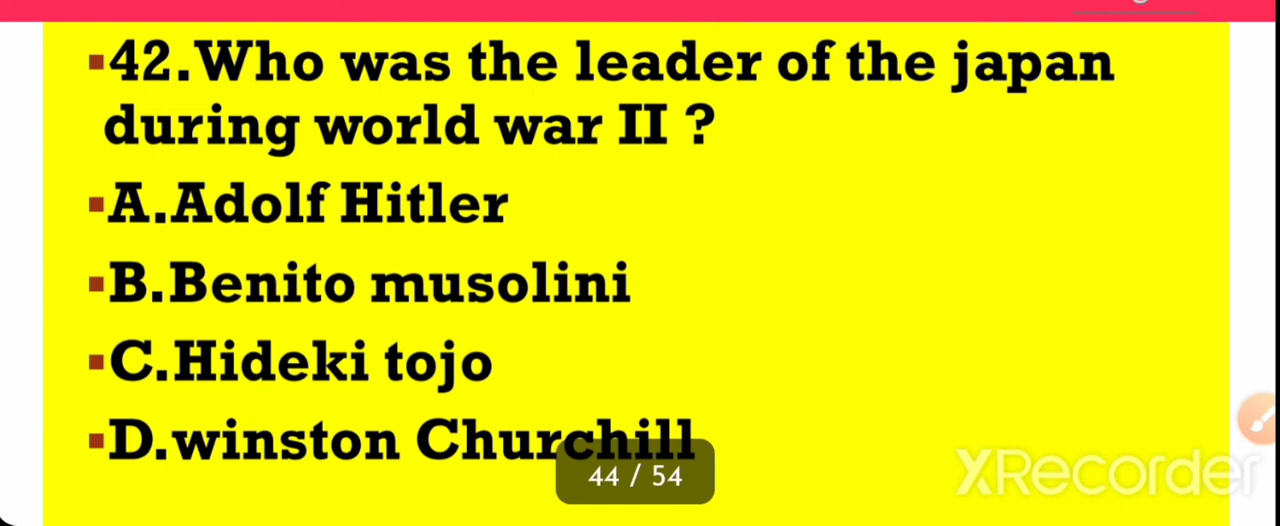 ▪42.Who was the leader of the japan
during world war II ?
▪A.Adolf Hitler
▪B.Benito musolini
▪C.Hideki tojo
▪D.winston Churchill
44 / 54
XRecorder